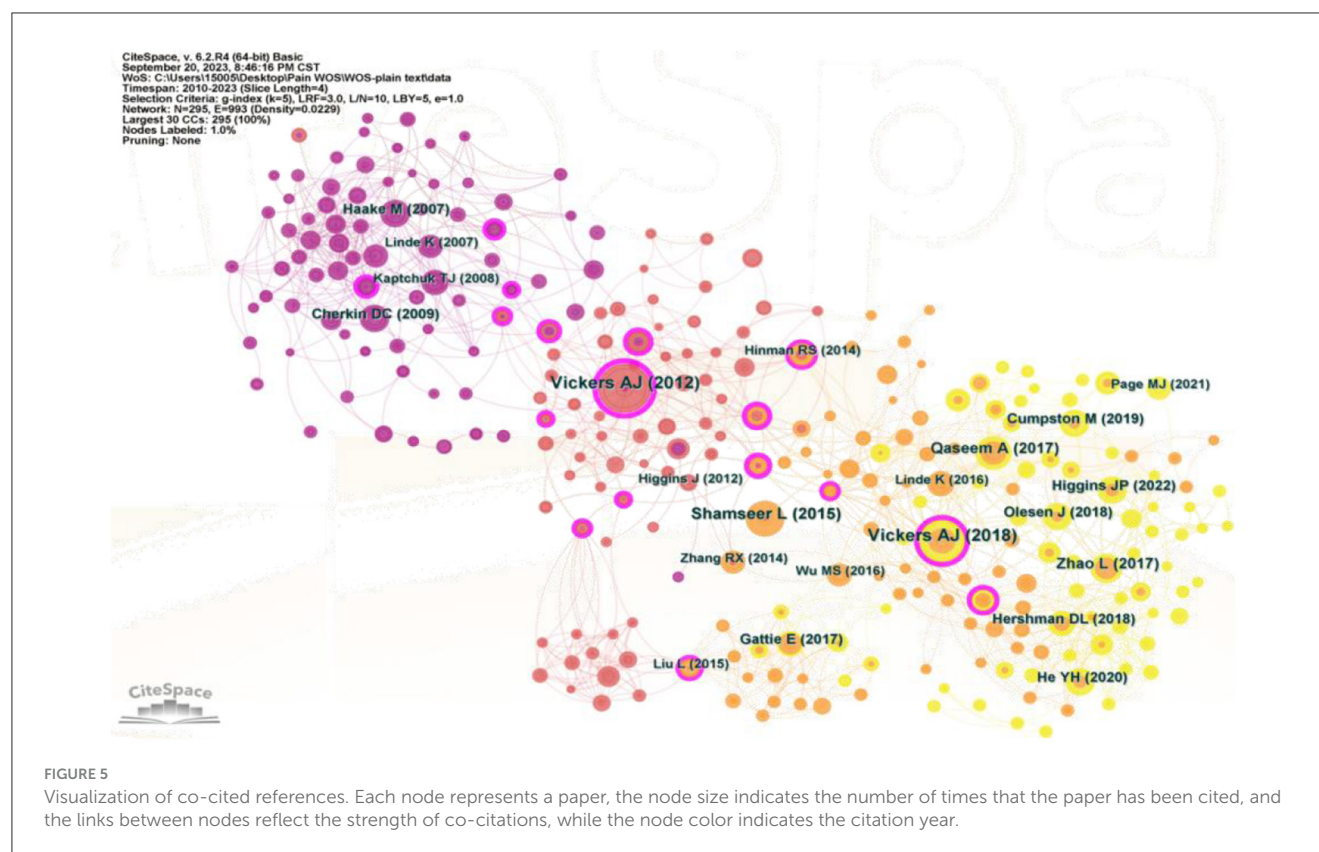 CiteSpace, v. 6.2.R4 (64-bit) Basic
September 20, 2023, 8:46:16 PM CST
WoS: C:\Users\15005\Desktop\Pain WOS\WOS-plain text\data
Timespan: 2010-2023 (Slice Length=4)
Selection Criteria: g-index (k=5), LRF=3.0, L/N=10, LBY=5, e=1.0
Network: N=295, E=993 (Density=0.0229)
Largest 30 CCs: 295 (100%)
Nodes Labeled: 1.0%
Pruning: None
Haake M (2007)
Linde K (2007)
Kaptchuk TJ (2008)
Cherkin DC (2009)
Hinman RS (2014)
Vickers AJ (2012)
Page MJ (2021)
Cumpston M (2019)
Qaseem A (2017)
Higgins J (2012)
Linde K (2016)
Higgins JP (2022)
Shamseer L (2015)
Olesen J (2018)
Vickers AJ (2018)
Zhang RX (2014)
Wu MS (2016)
Zhao L (2017)
Hershman DL (2018)
Gattie E (2017)
Liu L (2015)
He YH (2020)
CiteSpace
FIGURE 5
Visualization of co-cited references. Each node represents a paper, the node size indicates the number of times that the paper has been cited, and
the links between nodes reflect the strength of co-citations, while the node color indicates the citation year.